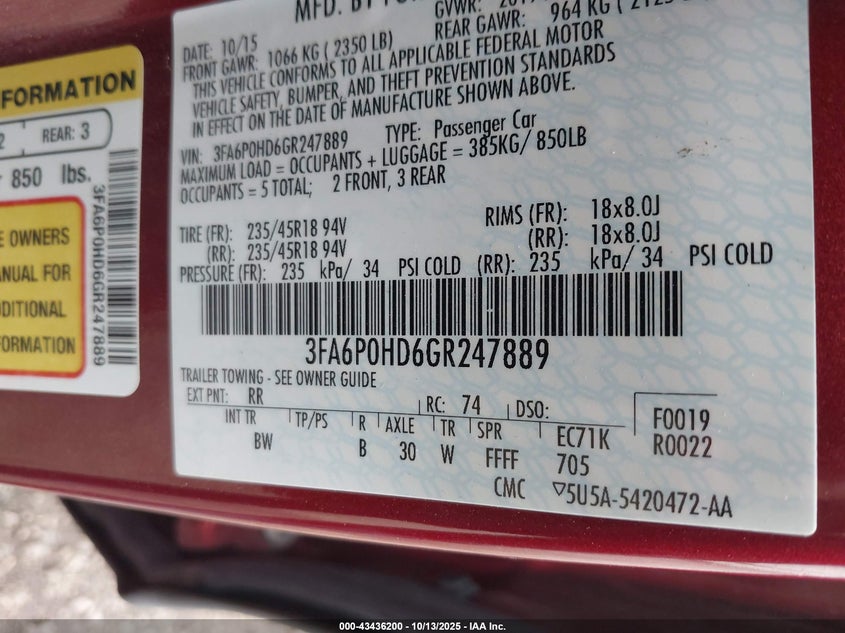 MFD. BY
GVWR:
DATE: 10/15
FRONT GAWR: 1066 KG ( 2350 LB) REAR GAWR: 964 KG (
THIS VEHICLE CONFORMS TO ALL APPLICABLE FEDERAL MOTOR
VEHICLE SAFETY, BUMPER, AND THEFT PREVENTION STANDARDS
IN EFFECT ON THE DATE OF MANUFACTURE SHOWN ABOVE.
VIN: 3FA6P0HD6GR247889 TYPE: Passenger Car
MAXIMUM LOAD = OCCUPANTS + LUGGAGE = 385KG/ 850LB
OCCUPANTS = 5 TOTAL; 2 FRONT, 3 REAR
TIRE (FR): 235/45R18 94V RIMS (FR): 18x8.0J
(RR): 235/45R18 94V (RR): 18x8.0J
PRESSURE (FR): 235 kPa/ 34 PSI COLD (RR): 235 kPa/ 34 PSI COLD
3FA6P0HD6GR247889
TRAILER TOWING - SEE OWNER GUIDE
EXT PNT: RR RC: 74 DSO:
INT TR TP/PS R AXLE TR SPR EC71K
BW B 30 W FFFF 705
F0019
R0022
CMC ▽5U5A-5420472-AA
FORMATION
2 REAR: 3
850 lbs.
E OWNERS
ANUAL FOR
DDITIONAL
FORMATION
3FA6P0HD6GR247889
000-43436200 - 10/13/2025 - IAA Inc.